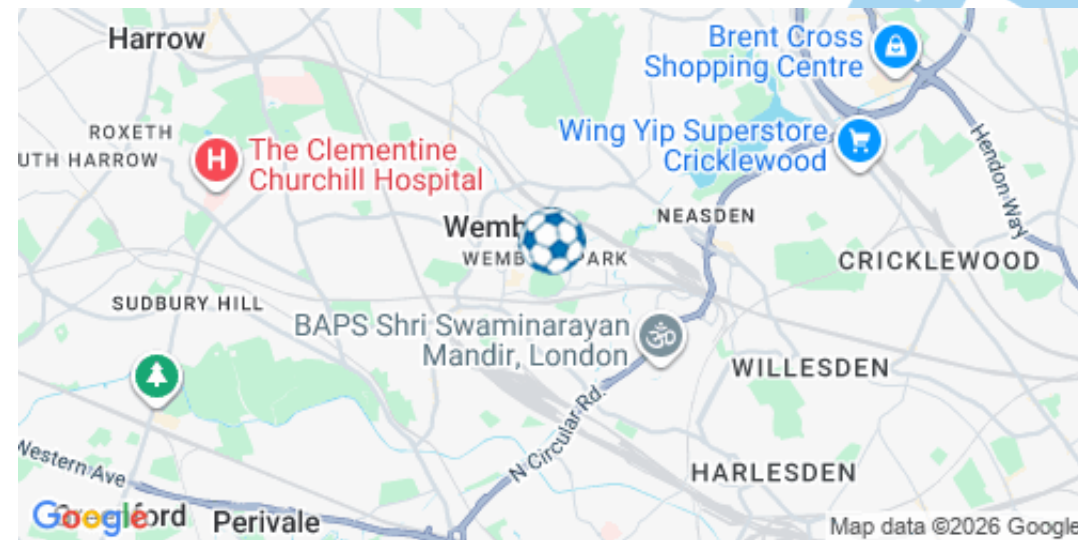 Harrow
Brent Cross
Shopping Centre
ROXETH
UTH HARROW
The Clementine
Churchill Hospital
Wing Yip Superstore
Cricklewood
Hendon Way
Wemb
NEASDEN
WEMB
ARK
CRICKLEWOOD
SUDBURY HILL
BAPS Shri Swaminarayan
Mandir, London
WILLESDEN
N Circular Rd.
Western Ave
HARLESDEN
Google
ord
Perivale
Map data ©2026 Google